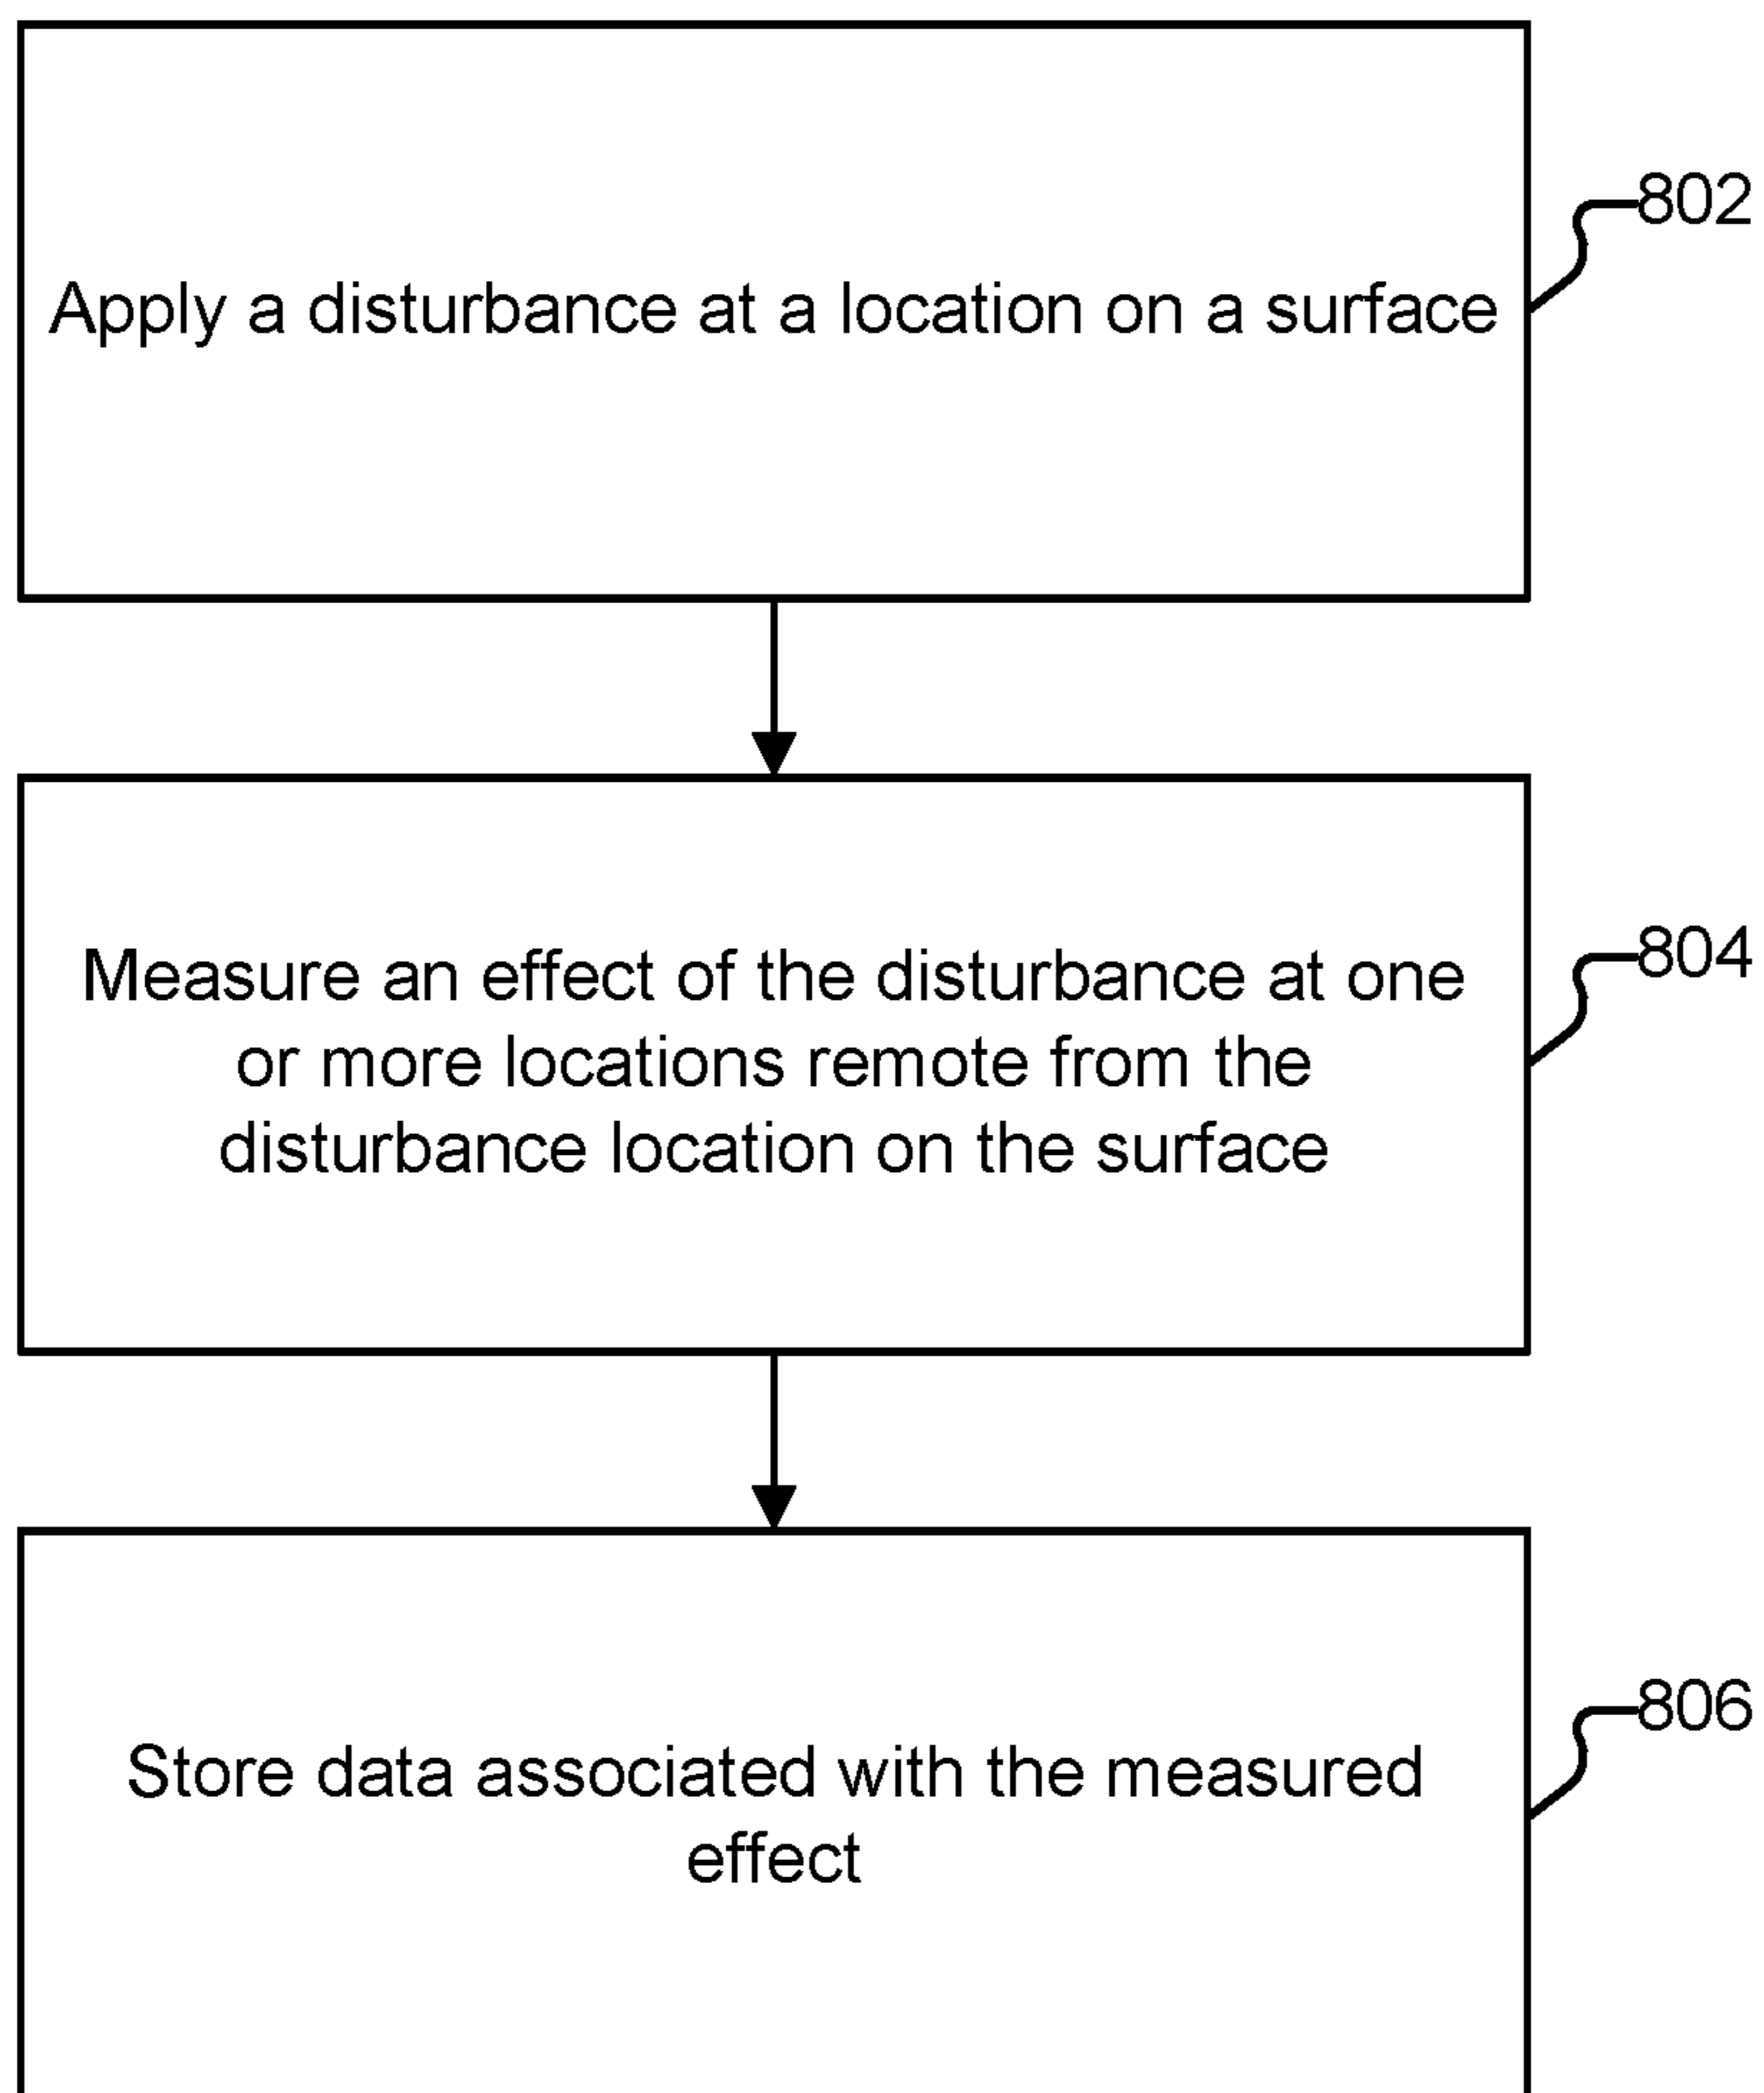 802
Apply a disturbance at a location on a surface
804
Measure an effect of the disturbance at one
or more locations remote from the
disturbance location on the surface
806
Store data associated with the measured
effect